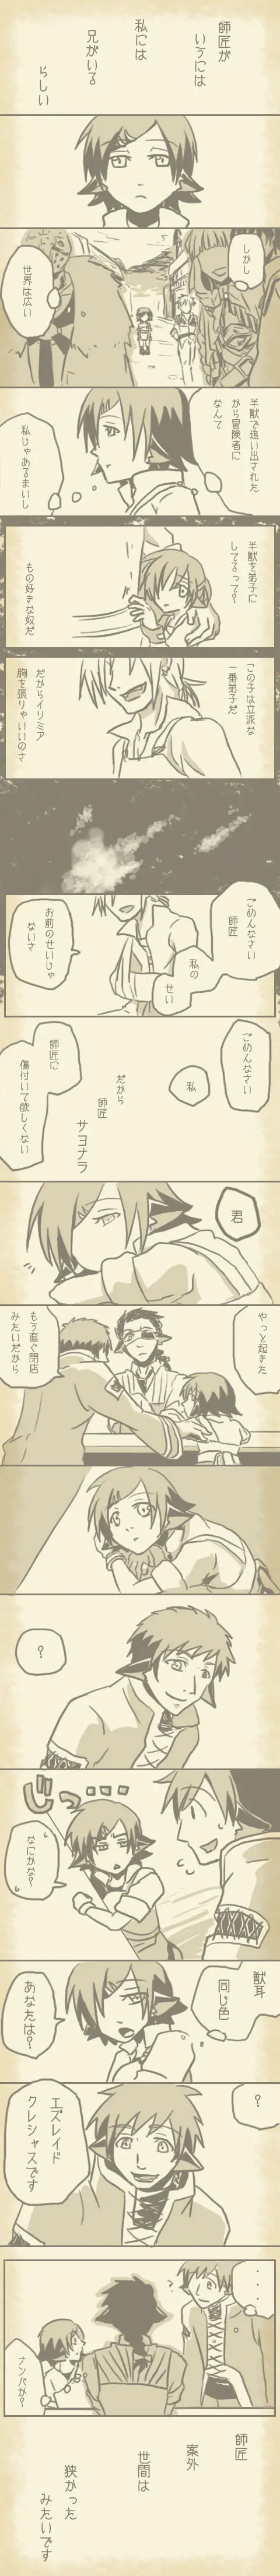 師匠が
いうには
私には
兄がいる
らしい
しかし
世界は広い
半獣で追い出された
から冒険者に
なんて
私じゃあるまいし
半獣を弟子に
してるって?
もの好きな奴だ
この子は立派な
一番弟子だ
だからイリミア
胸を張りゃいいのさ
ごめんなさい
師匠
私の
せい
お前のせいじゃ
ないさ
ごめんなさい
私
師匠に
傷付いて欲しくない
だから
師匠
サヨナラ
君
やっと起きた
もう直ぐ閉店
みたいだから
?
じっ・・・
なにかな?
獣耳
同じ色
あなたは?
?
エズレイド
クレシャスです
・・・
ナンパか?
師匠
案外
世間は
狭かった
みたいです